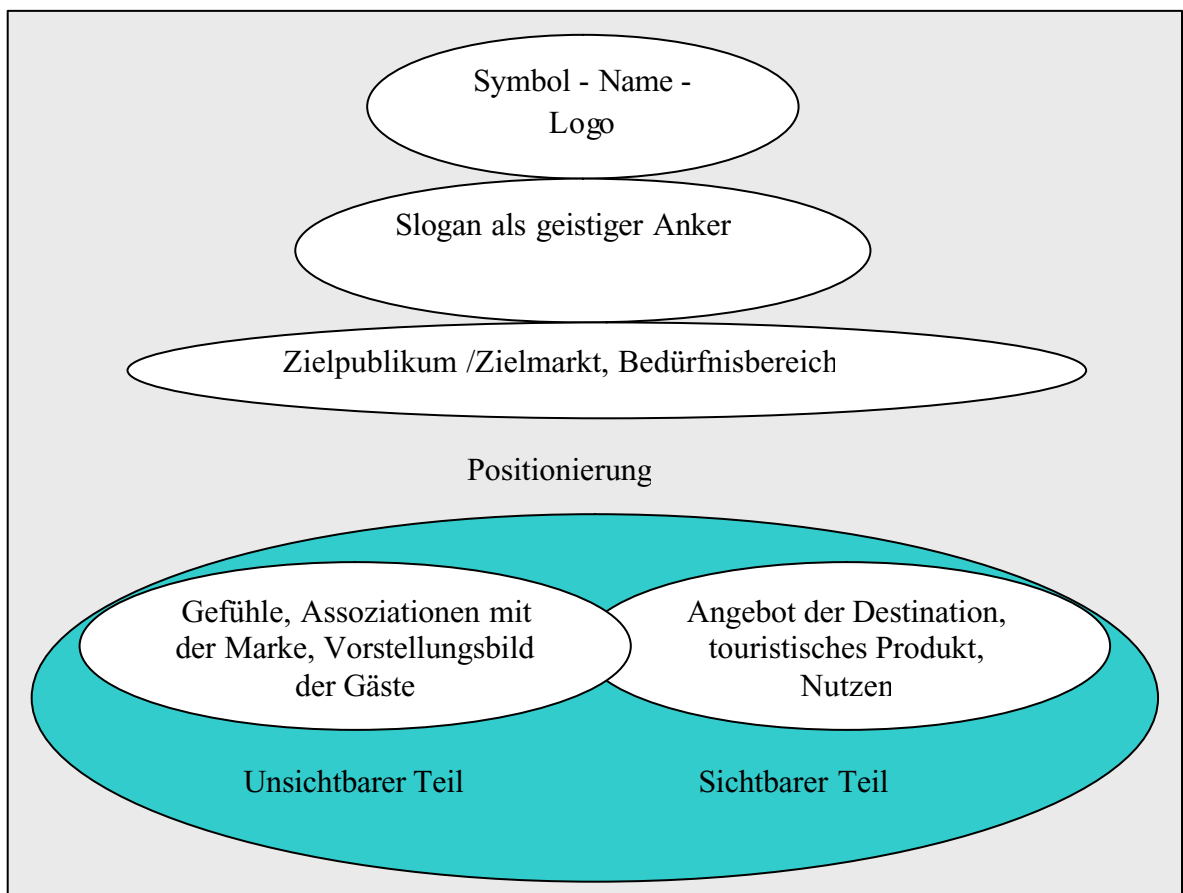 Symbol - Name -
Logo
Slogan als geistiger Anker
Zielpublikum /Zielmarkt, Bedürfnisbereich
Positionierung
Gefühle, Assoziationen mit
der Marke, Vorstellungsbild
der Gäste
Angebot der Destination,
touristisches Produkt,
Nutzen
Unsichtbarer Teil
Sichtbarer Teil